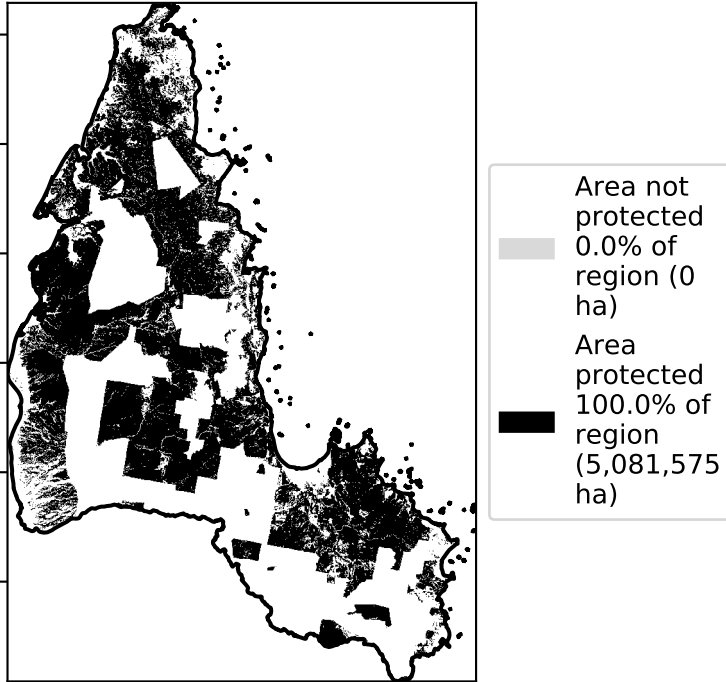 Area not
protected
0.0% of
region (0
ha)
Area
protected
100.0% of
region
(5,081,575
ha)